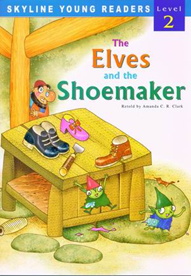 SKYLINE YOUNG READERS
Level
2
The
Elves
and the
Shoemaker
Retold by Amanda C. R. Clark